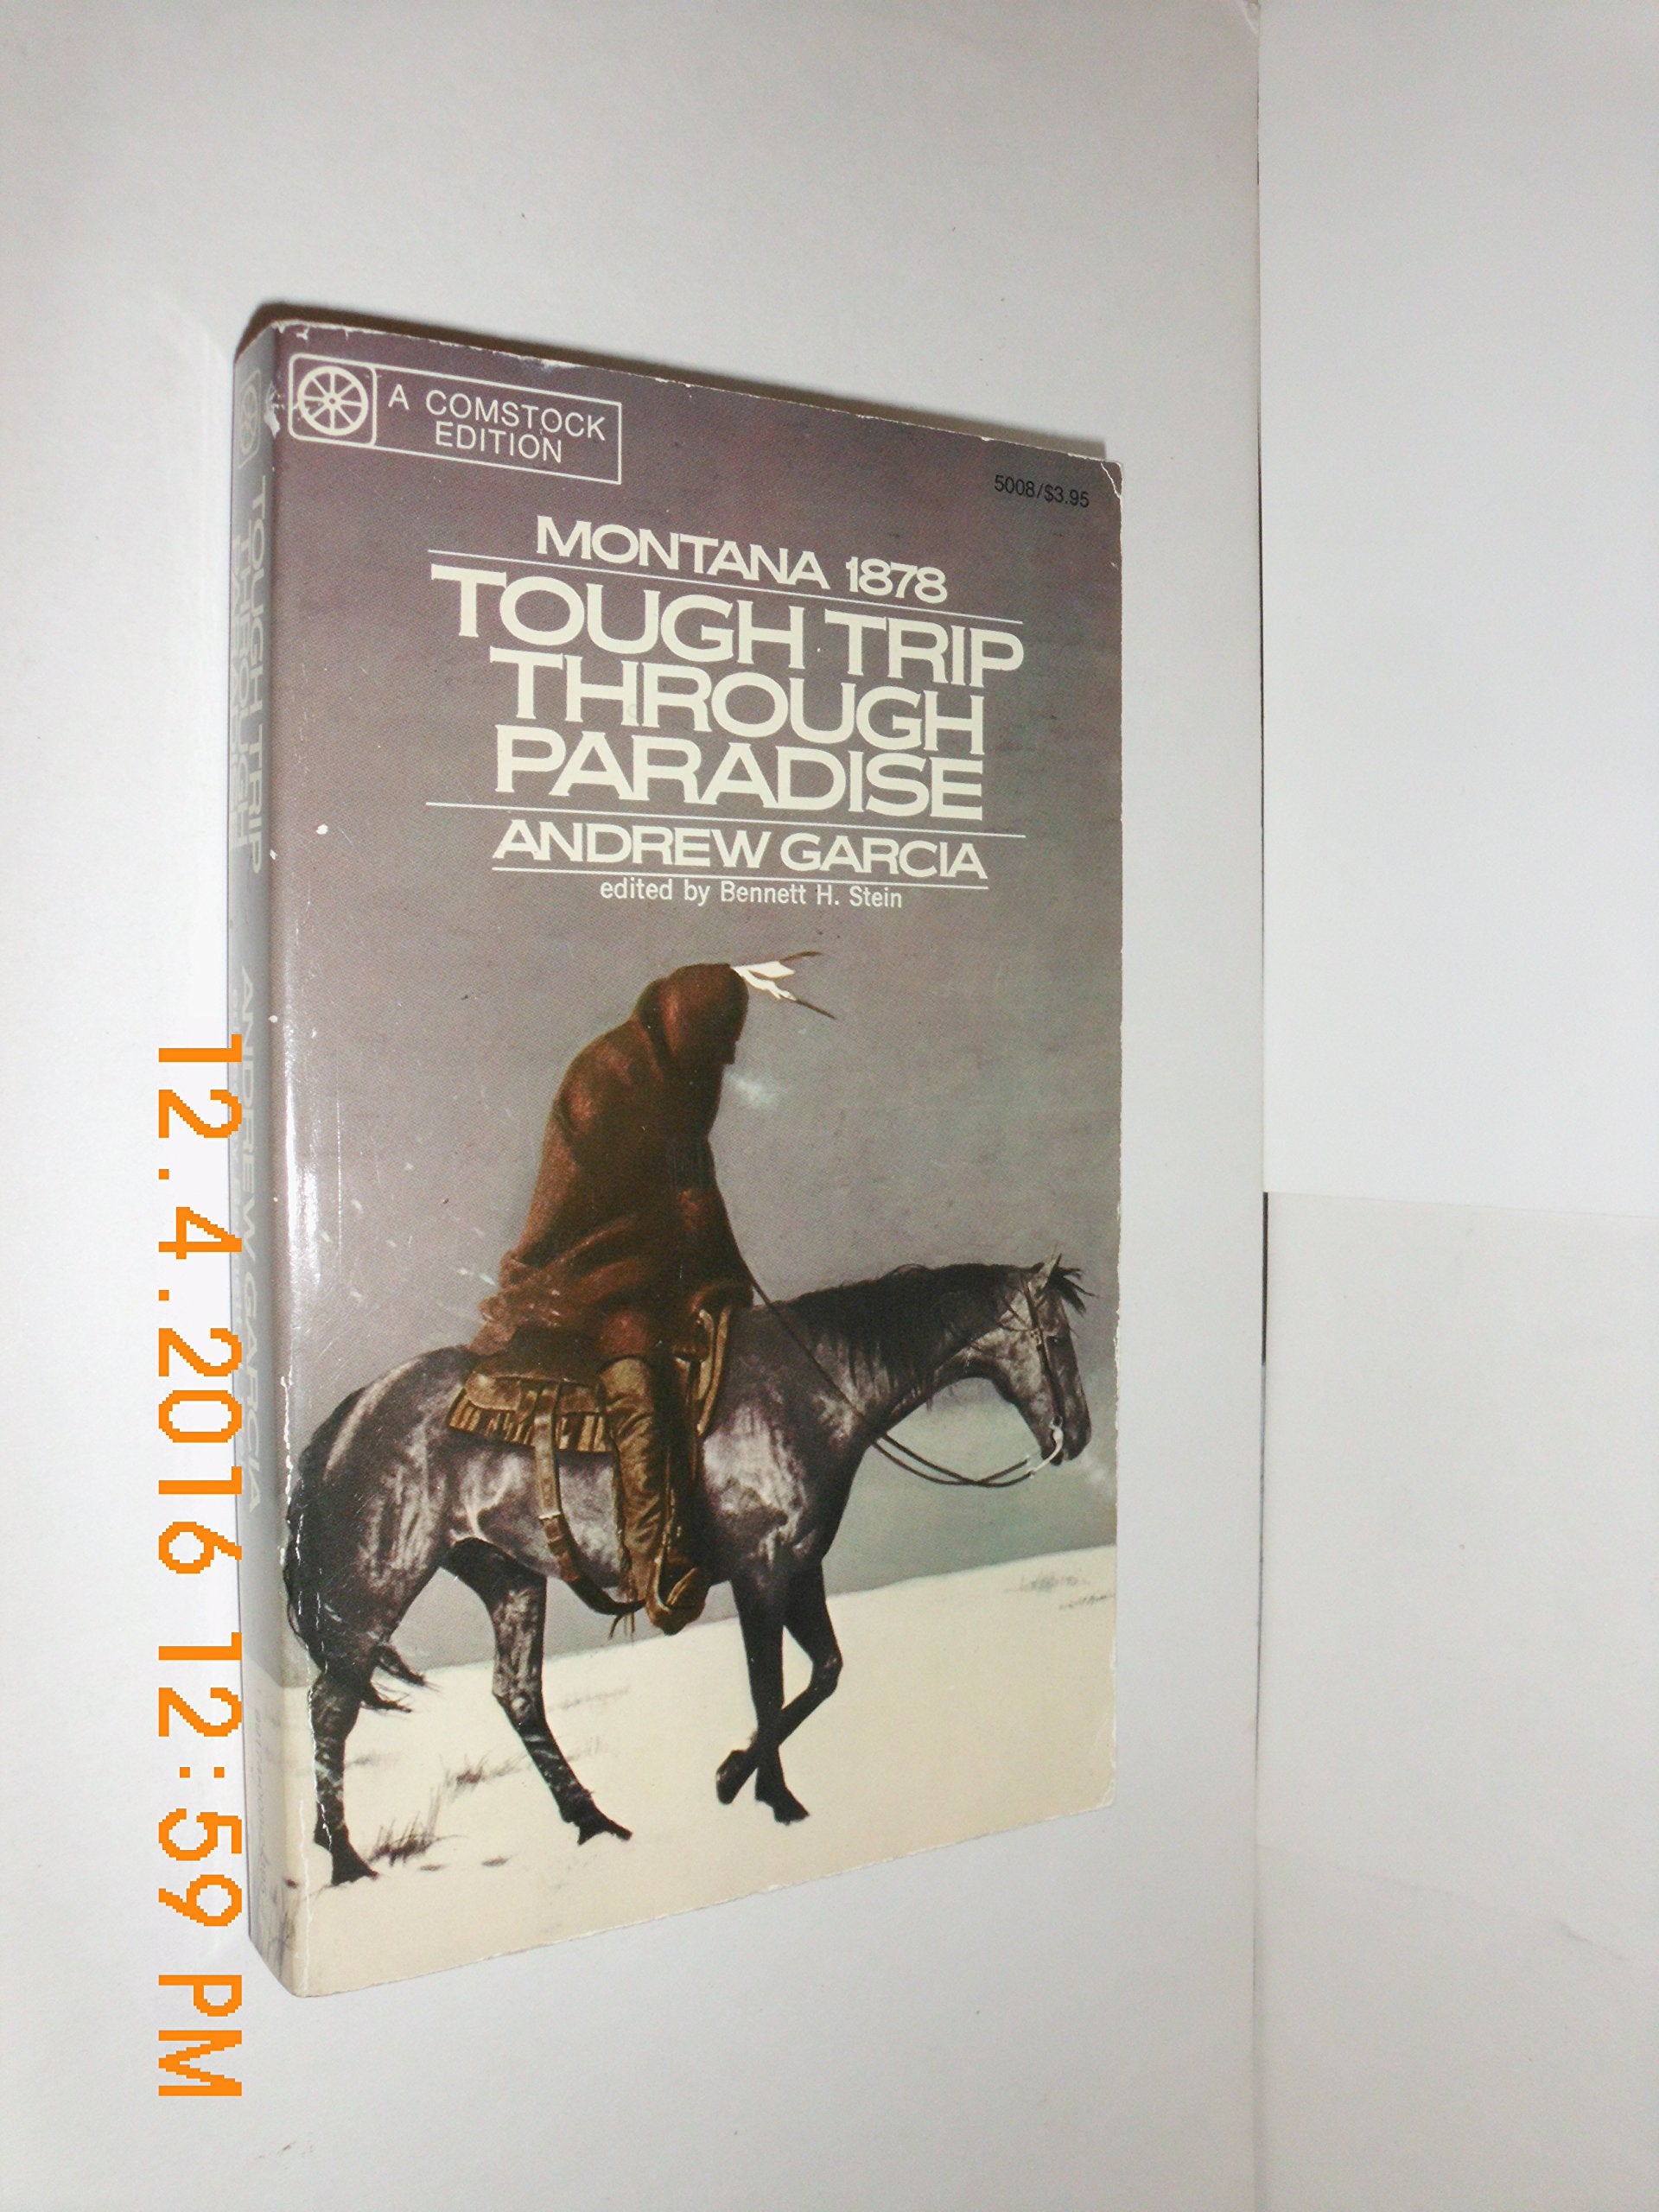 A COMSTOCK
EDITION
5008/$3.95
MONTANA 1878
TOUGH TRIP
THROUGH
PARADISE
ANDREW GARCIA
edited by Bennett H. Stein
TOUGH TRIP
THROUGH
ANDREW GARCIA
12.4.2016 12:59 PM